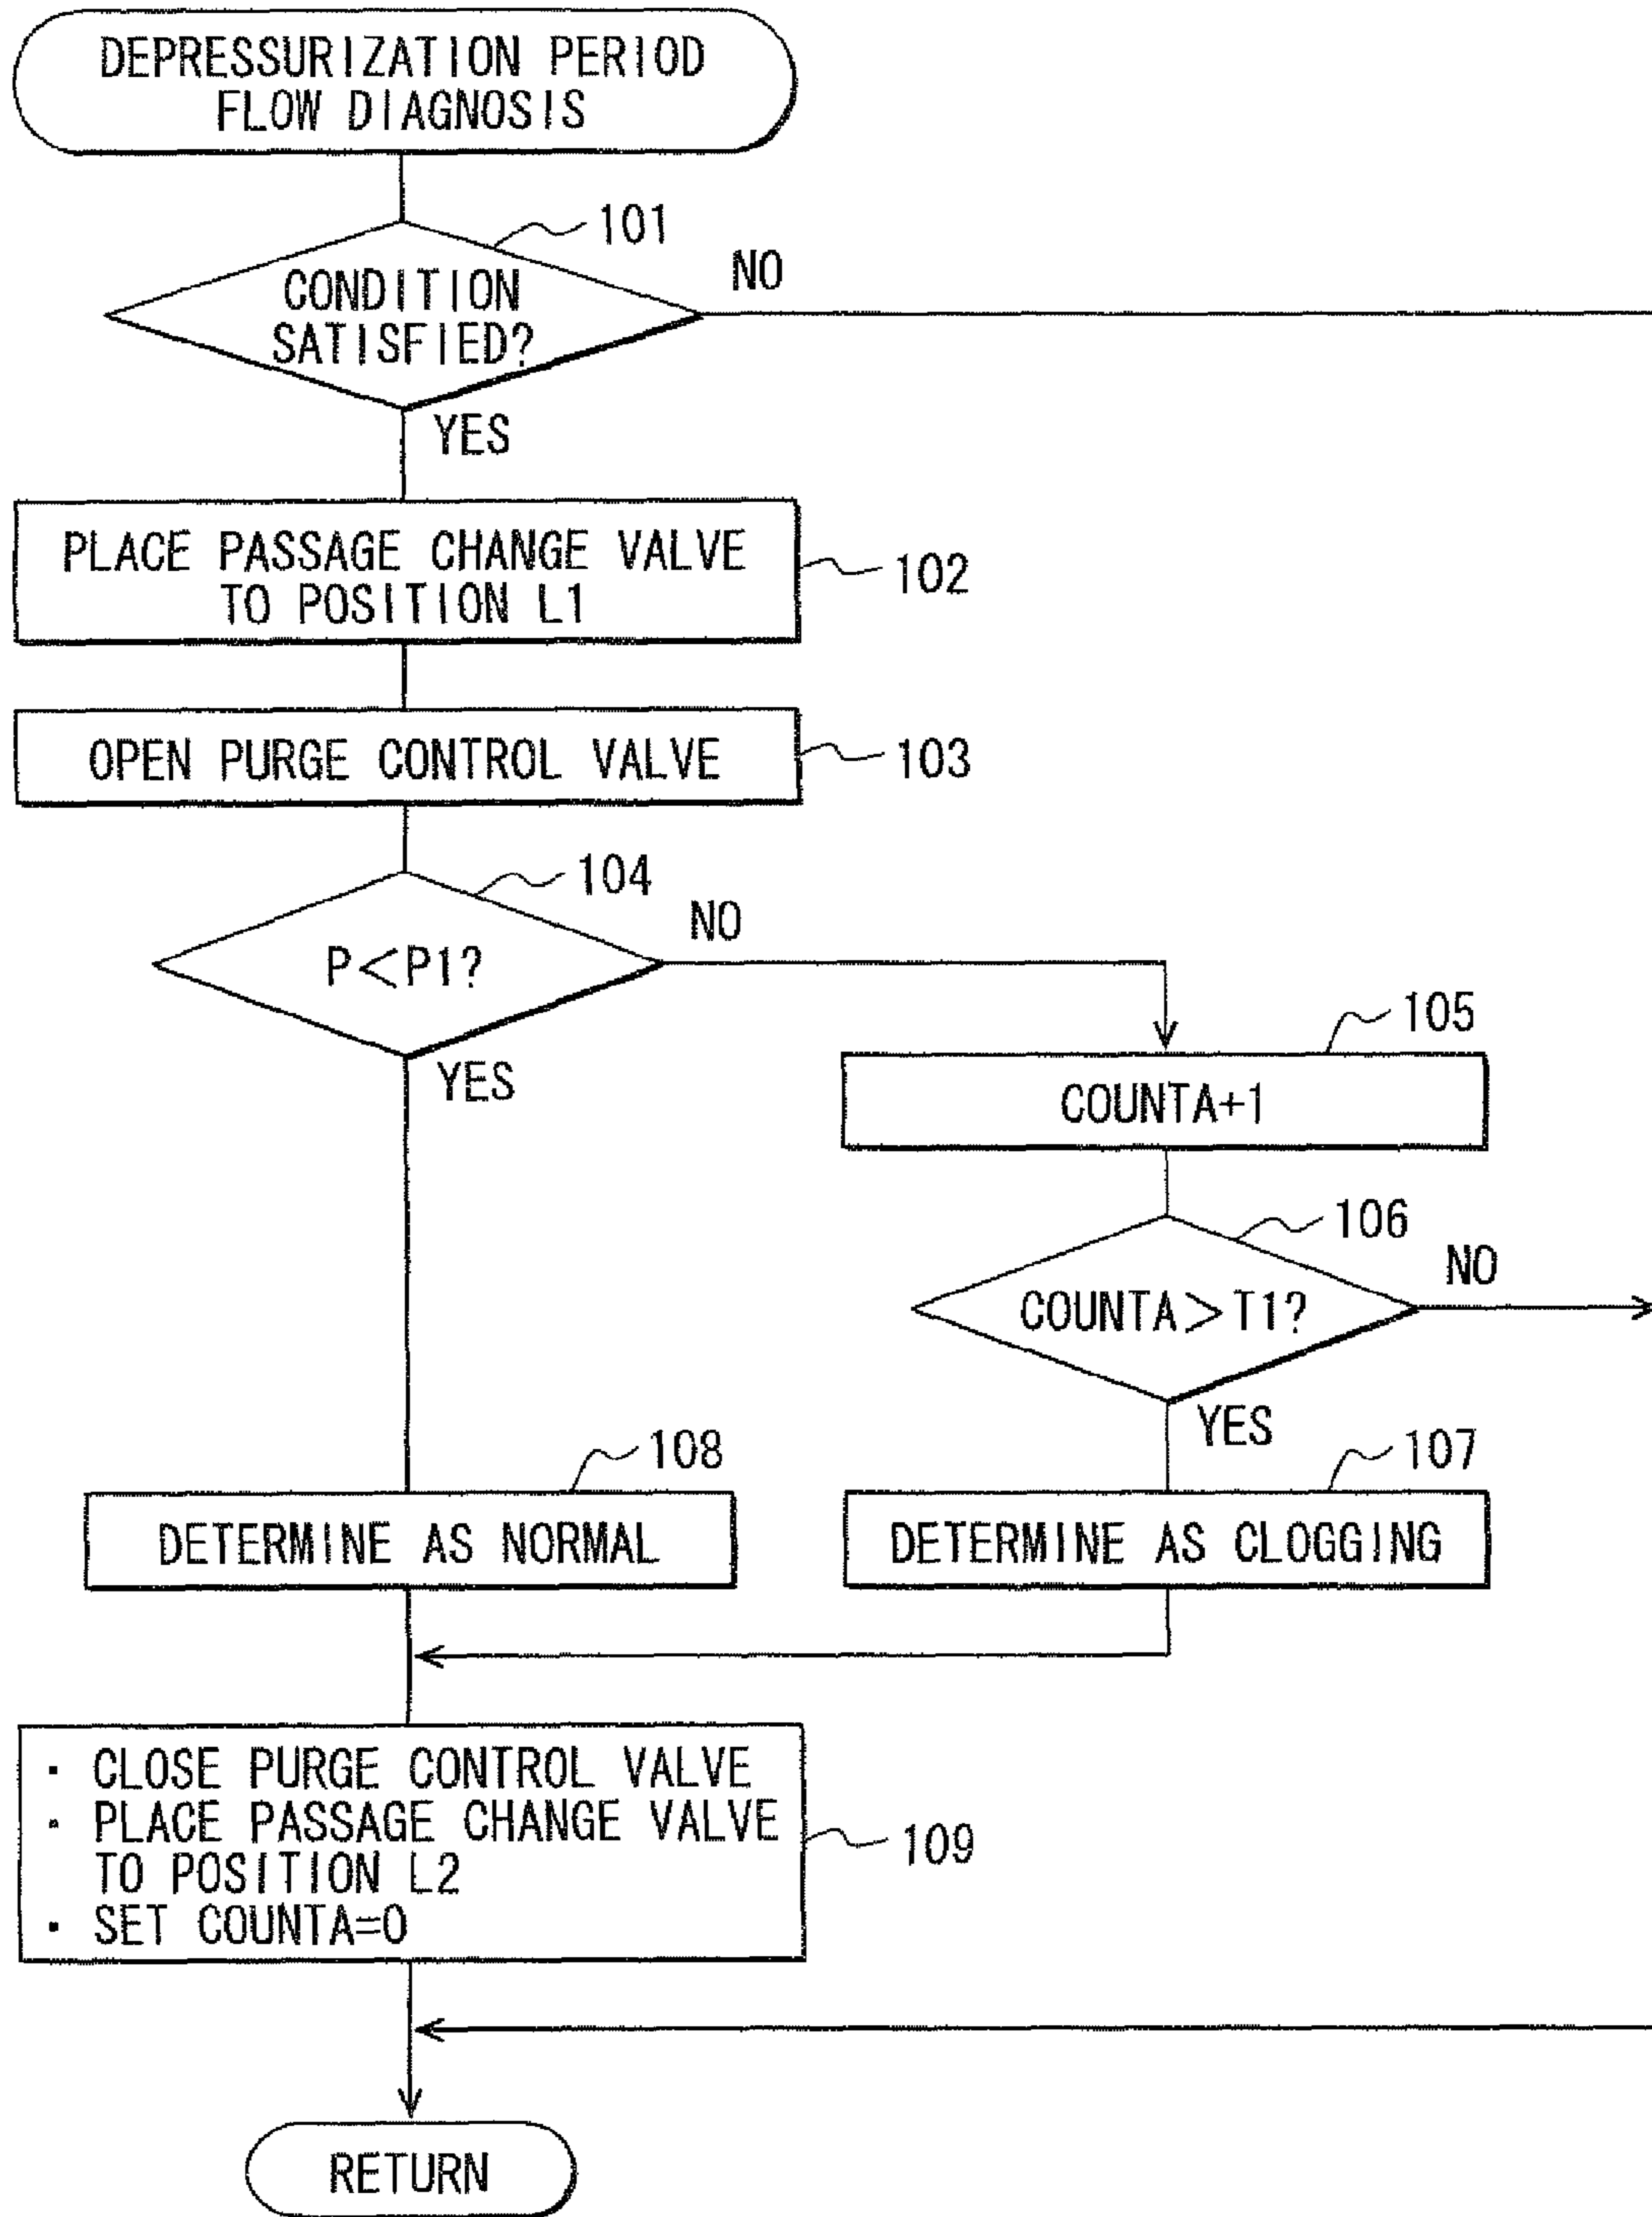 DEPRESSURIZATION PERIOD
FLOW DIAGNOSIS
101
CONDITION
SATISFIED?
NO
YES
PLACE PASSAGE CHANGE VALVE
TO POSITION L1
102
OPEN PURGE CONTROL VALVE
103
104
P<P1?
NO
YES
105
COUNTA+1
106
COUNTA>T1?
NO
YES
108
DETERMINE AS NORMAL
107
DETERMINE AS CLOGGING
· CLOSE PURGE CONTROL VALVE
· PLACE PASSAGE CHANGE VALVE
TO POSITION L2
· SET COUNTA=0
109
RETURN